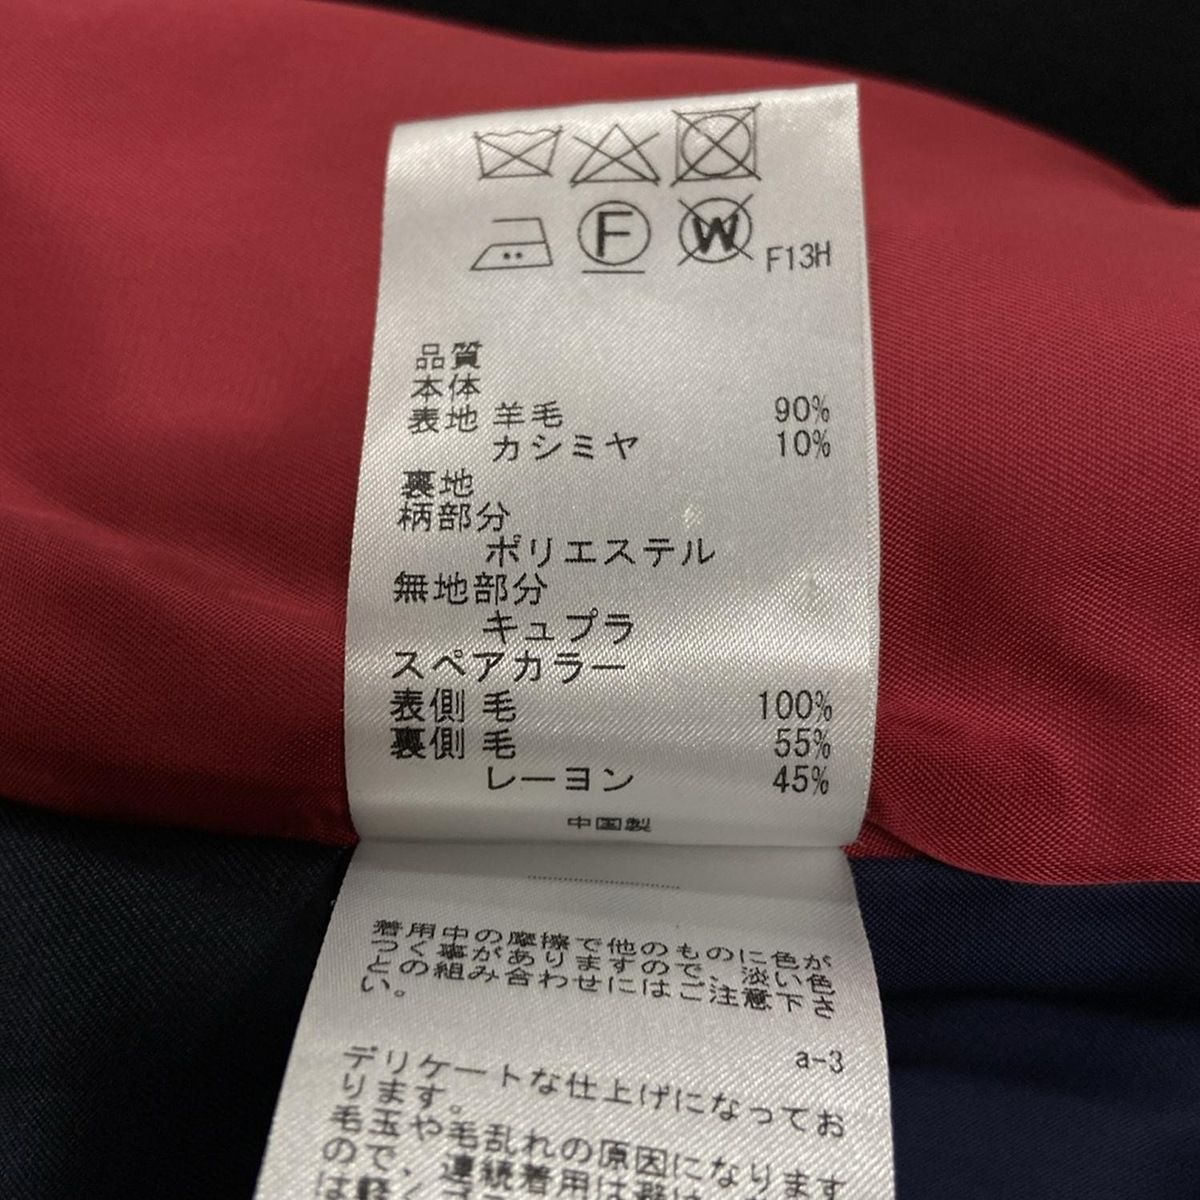 F W F13H
品質
本体
表地 羊毛 90%
カシミヤ 10%
裏地
柄部分
ポリエステル
無地部分
キュプラ
スペアカラー
表側 毛 100%
裏側 毛 55%
レーヨン 45%
中国製
着用中の摩擦で他のものに色が
つく事がありますので、淡い色
との組み合わせにはご注意下さ
い。
a-3
デリケートな仕上げになってお
ります。
毛玉や毛乱れの原因になります
ので、連続着用は避け
は軽く